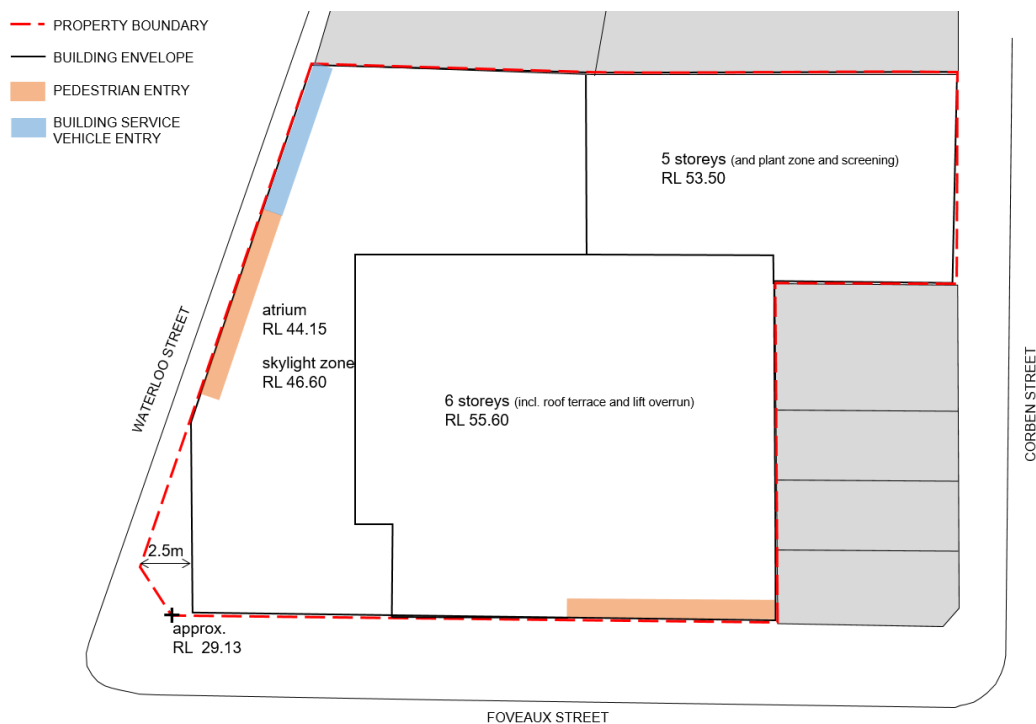 PROPERTY BOUNDARY
BUILDING ENVELOPE
PEDESTRIAN ENTRY
BUILDING SERVICE
VEHICLE ENTRY
5 storeys (and plant zone and screening)
RL 53.50
atrium
RL 44.15
skylight zone
RL 46.60
6 storeys (incl. roof terrace and lift overrun)
RL 55.60
WATERLOO STREET
CORBEN STREET
2.5m
approx.
RL 29.13
FOVEAUX STREET